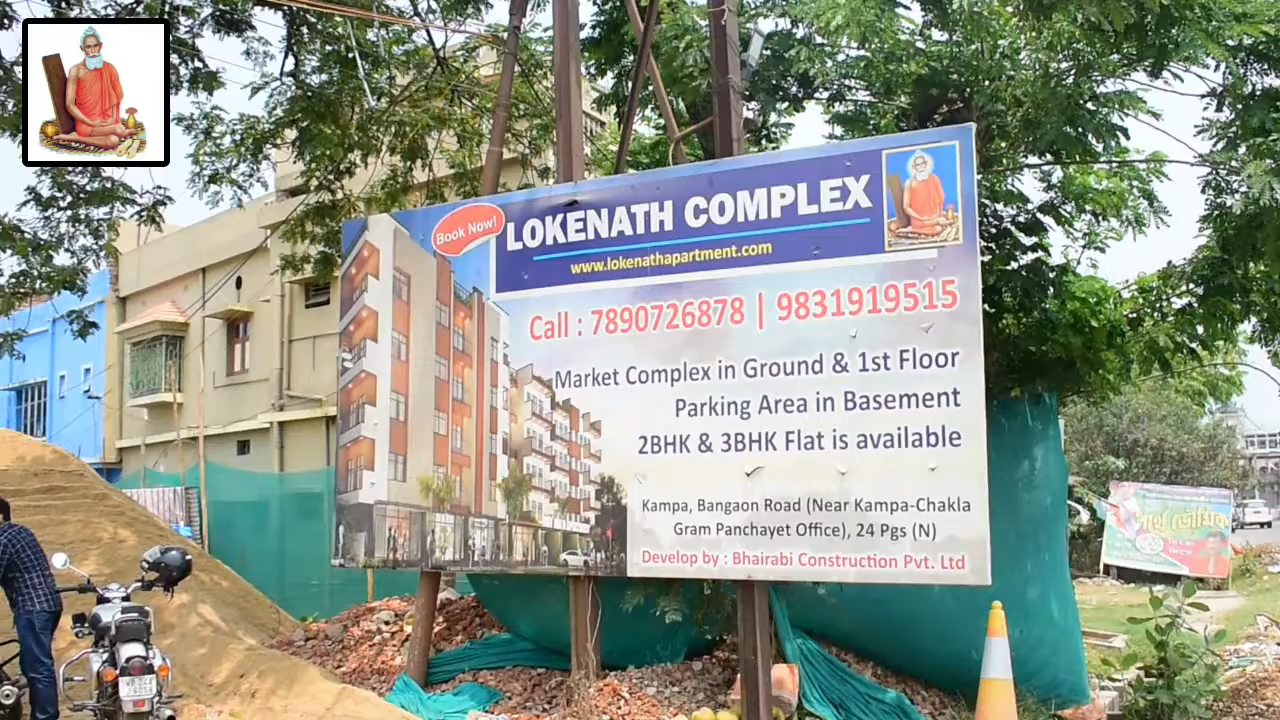 Book Now!
LOKENATH COMPLEX
www.lokenathapartment.com
Call : 7890726878 | 9831919515
Market Complex in Ground & 1st Floor
Parking Area in Basement
2BHK & 3BHK Flat is available
Kampa, Bangaon Road (Near Kampa-Chakla
Gram Panchayet Office), 24 Pgs (N)
Develop by : Bhairabi Construction Pvt. Ltd